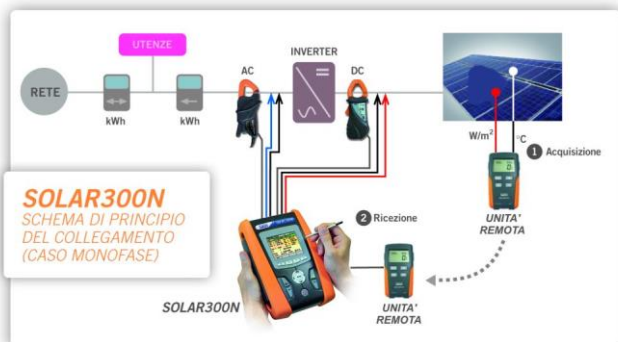 UTENZE
INVERTER
AC
DC
RETE
kWh
kWh
W/m²
°C
1 Acquisizione
SOLAR300N
SCHEMA DI PRINCIPIO
DEL COLLEGAMENTO
(CASO MONOFASE)
2 Ricezione
UNITA'
REMOTA
SOLAR300N
UNITA'
REMOTA